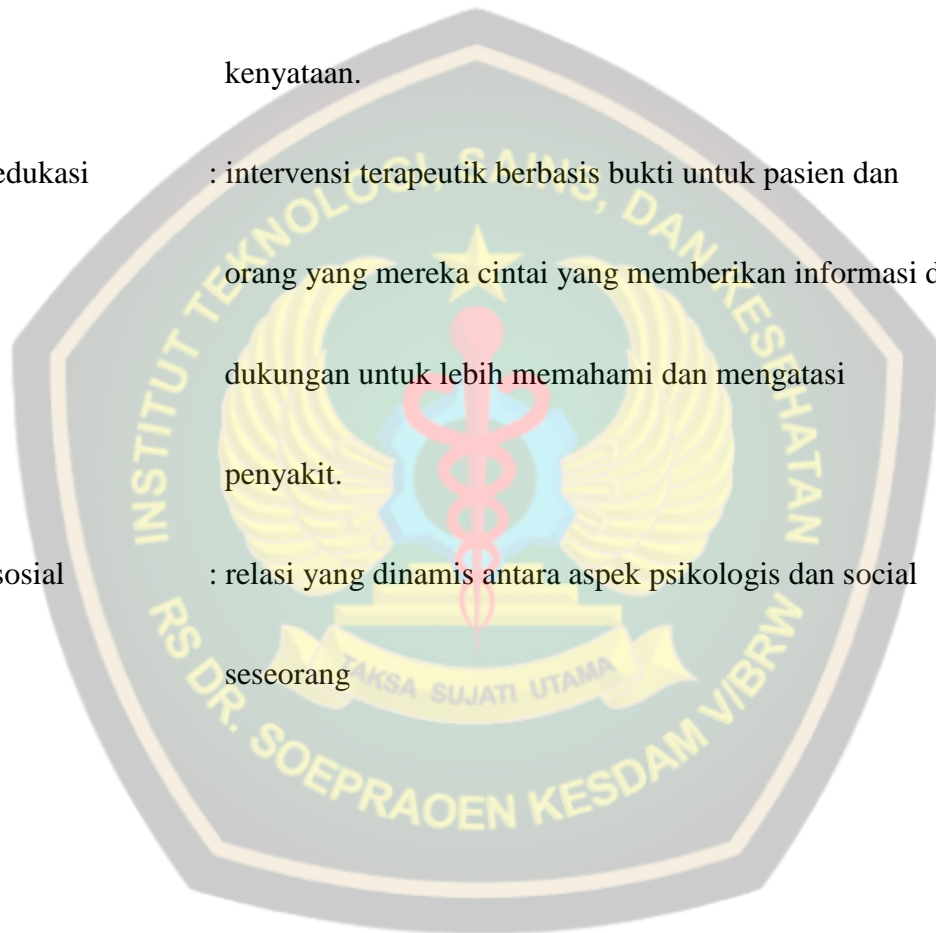 kenyataan.
edukasi : intervensi terapeutik berbasis bukti untuk pasien dan
orang yang mereka cintai yang memberikan informasi d
dukungan untuk lebih memahami dan mengatasi
penyakit.
sosial : relasi yang dinamis antara aspek psikologis dan social
seseorang
INSTITUT TEKNOLOGI, SAINS, DAN KESEHATAN
RS DR. SOEPRAOEN KESDAM V/BRW
TAKSA SUJATI UTAMA